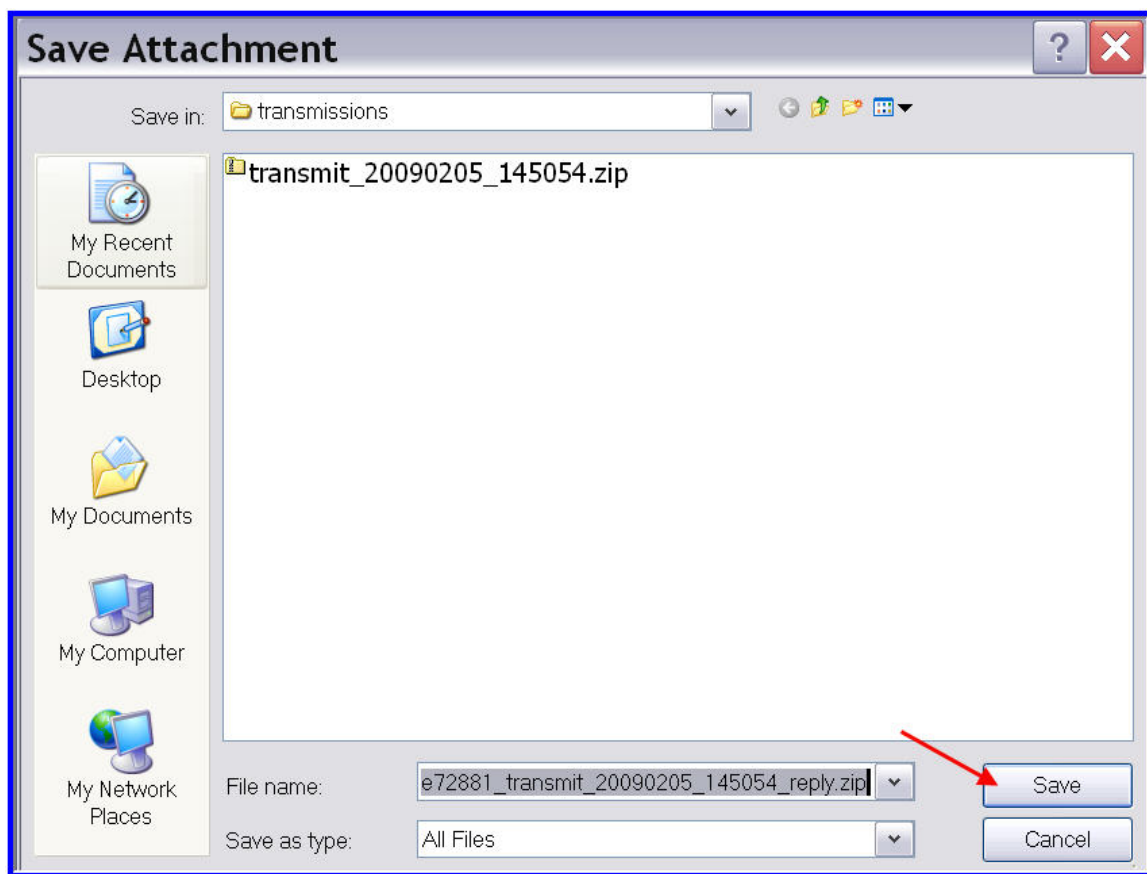 Save Attachment
?
Save in:
transmissions
transmit_20090205_145054.zip
My Recent
Documents
Desktop
My Documents
My Computer
My Network
Places
File name:
e72881_transmit_20090205_145054_reply.zip
Save
Save as type:
All Files
Cancel